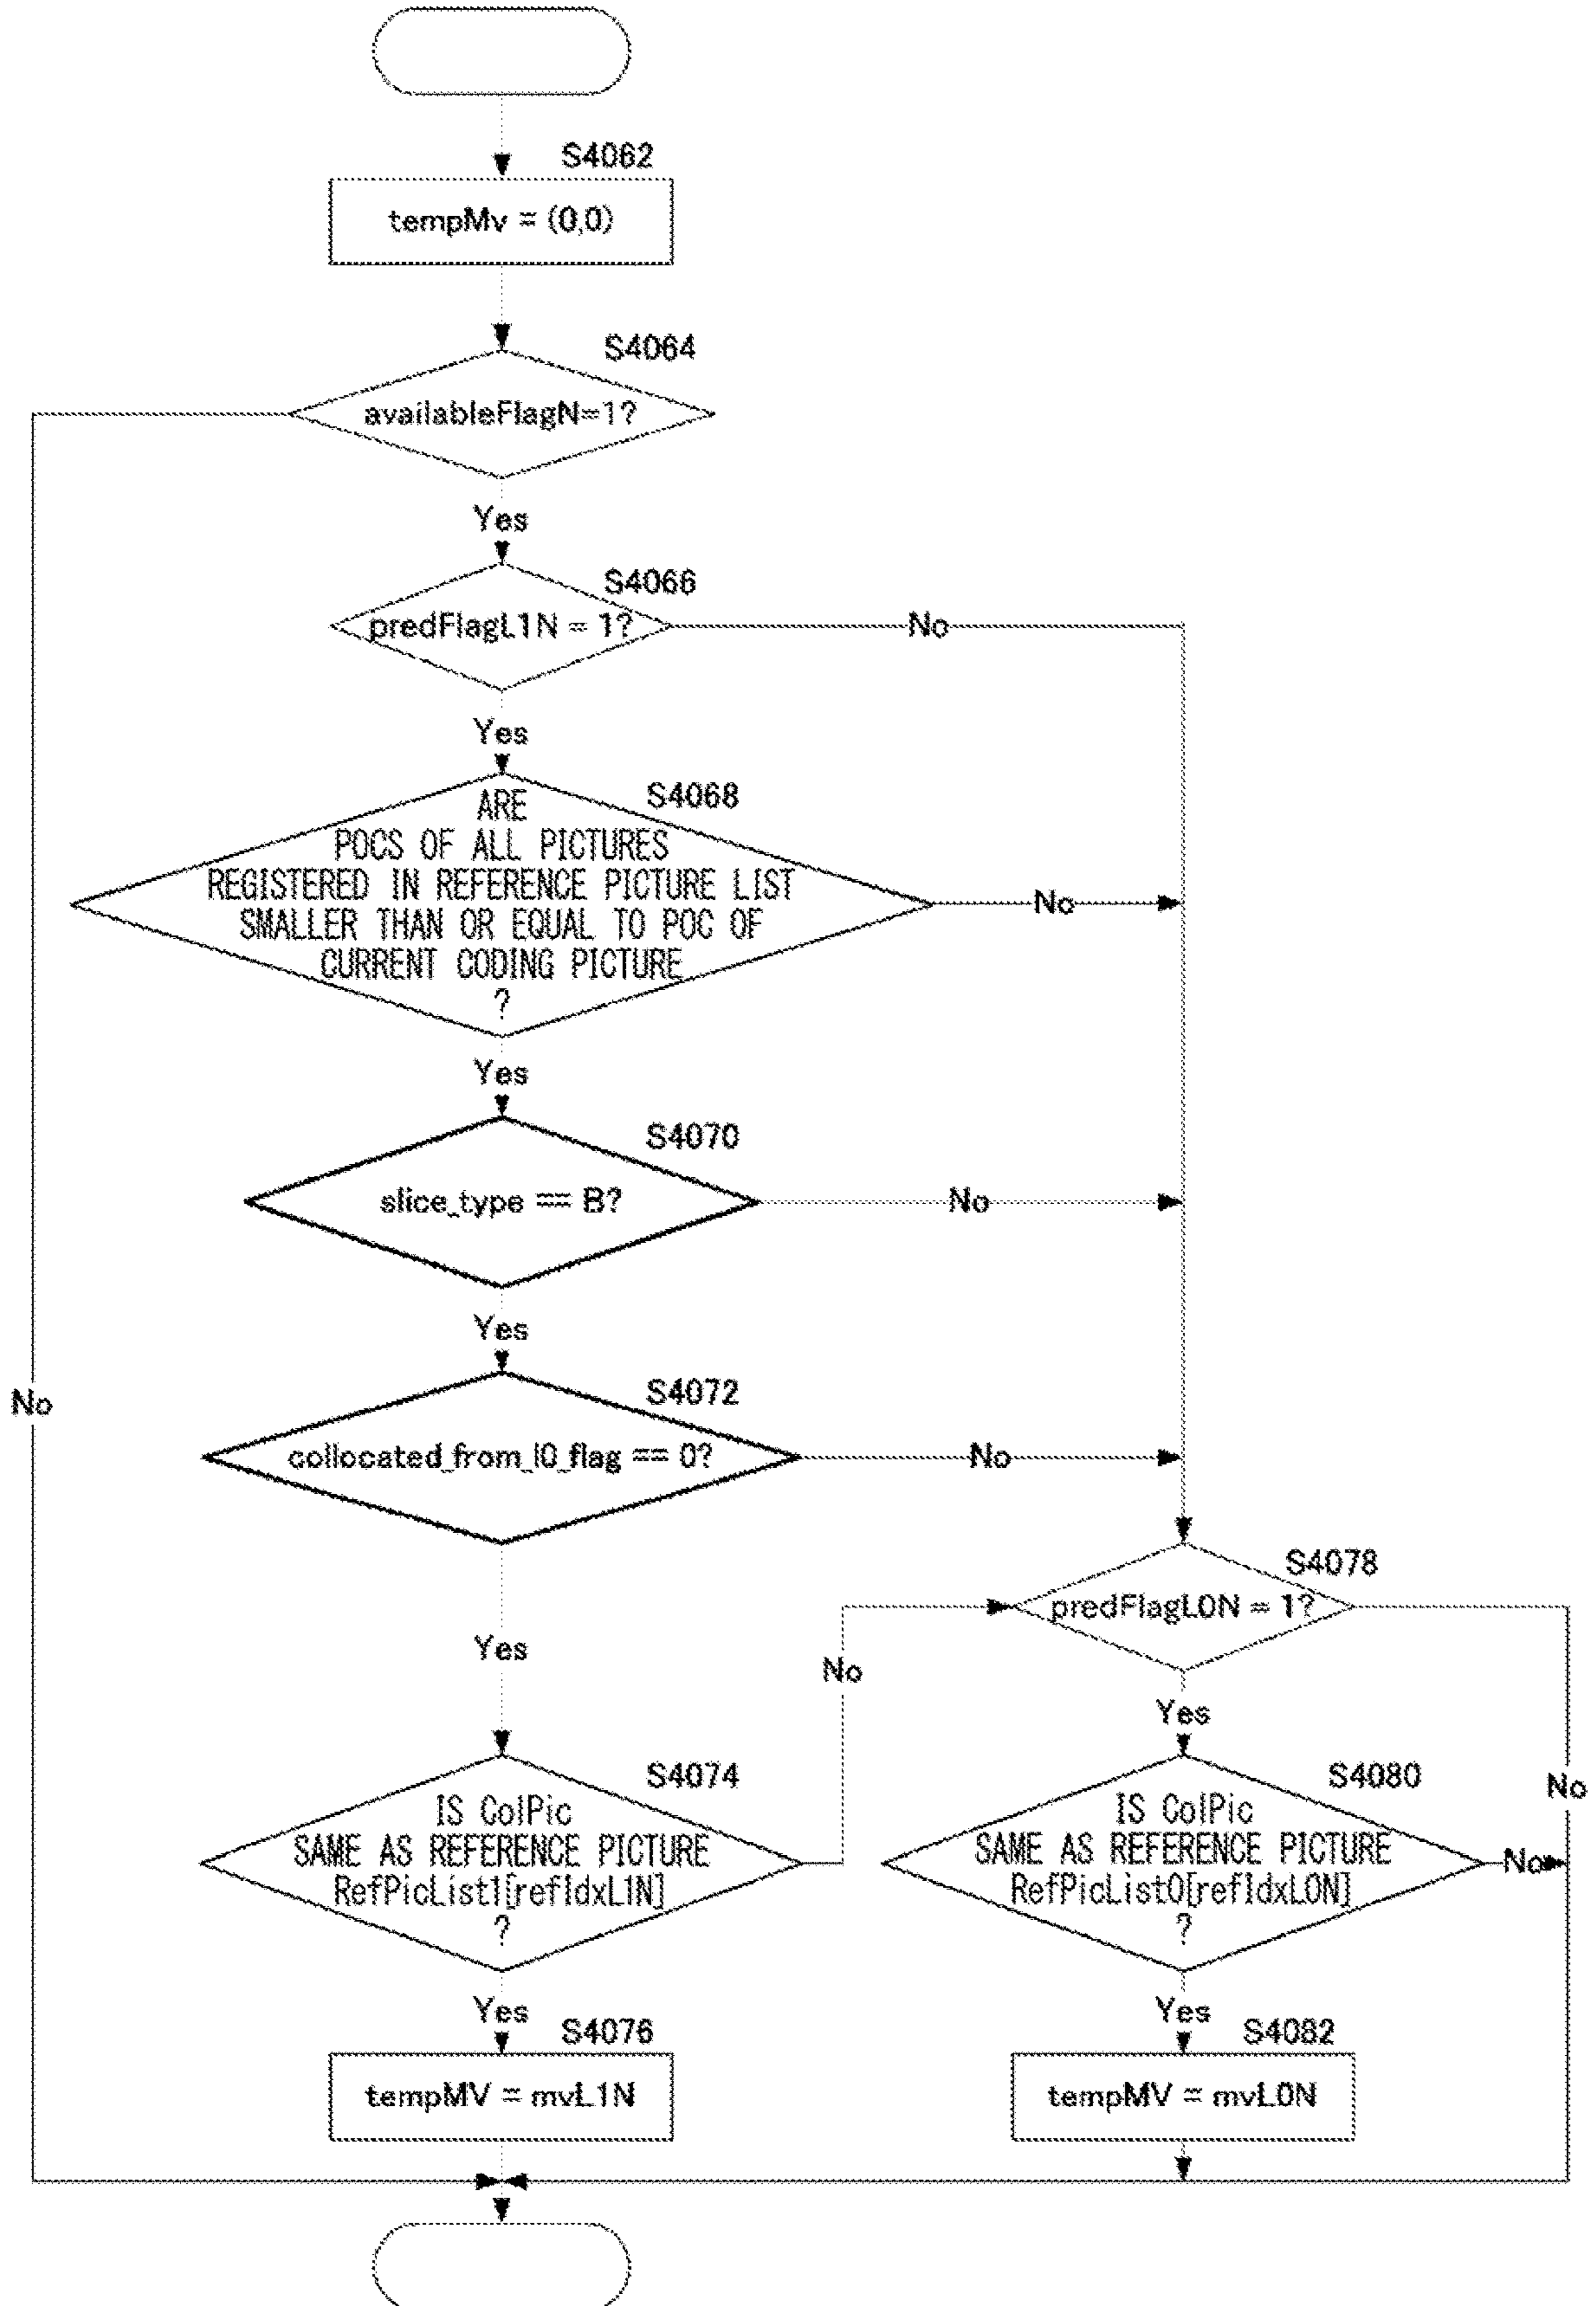 S4062
tempMv = (0,0)
S4064
availableFlagN=1?
Yes
S4066
predFlagL1N = 1?
No
Yes
S4068
ARE
POCS OF ALL PICTURES
REGISTERED IN REFERENCE PICTURE LIST
SMALLER THAN OR EQUAL TO POC OF
CURRENT CODING PICTURE
?
No
Yes
S4070
slice_type == B?
No
Yes
S4072
No
collocated_from_l0_flag == 0?
No
S4078
predFlagL0N = 1?
Yes
No
Yes
S4074
IS ColPic
SAME AS REFERENCE PICTURE
RefPicList1[refIdxL1N]
?
S4080
No
IS ColPic
SAME AS REFERENCE PICTURE
RefPicList0[refIdxL0N]
?
No
Yes
S4076
tempMV = mvL1N
Yes
S4082
tempMV = mvL0N